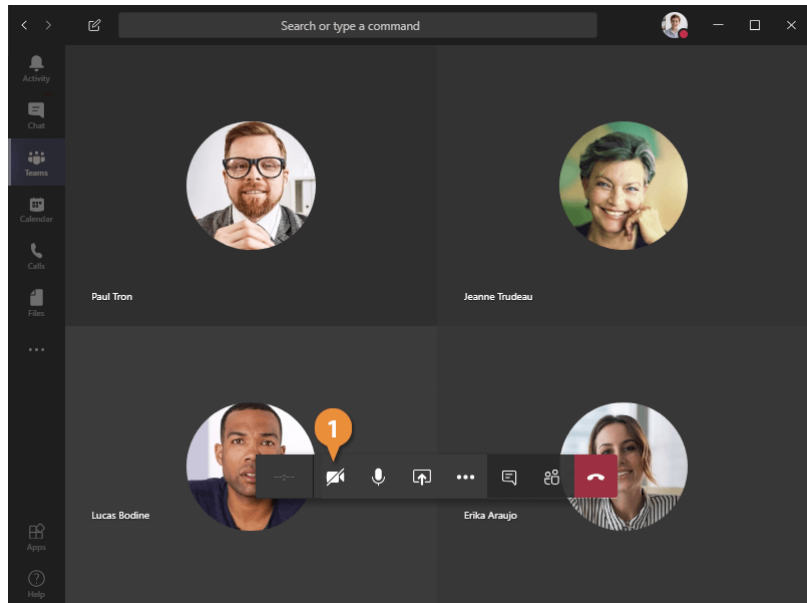 Search or type a command
Activity
Chat
Teams
Calendar
Calls
Files
Paul Tron
Jeanne Trudeau
1
--:--
Lucas Bodine
Erika Araujo
Apps
Help